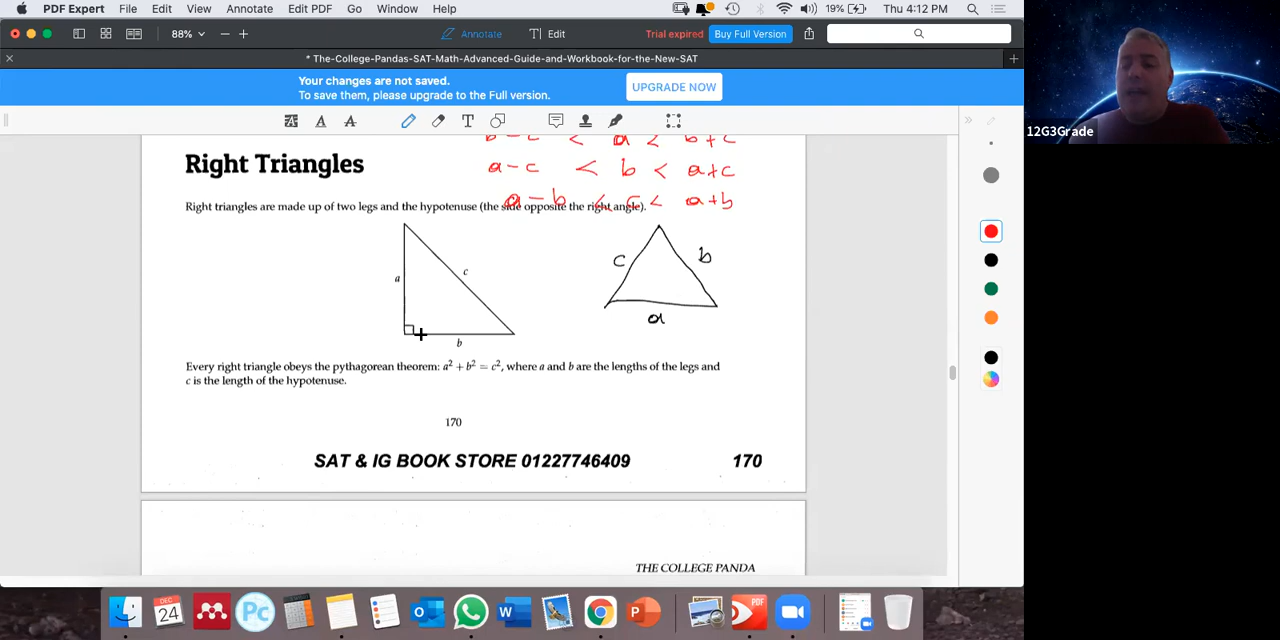 PDF Expert File Edit View Annotate Edit PDF Go Window Help 19% Thu 4:12 PM
88% Annotate Edit Trial expired Buy Full Version
* The-College-Pandas-SAT-Math-Advanced-Guide-and-Workbook-for-the-New-SAT
Your changes are not saved.
To save them, please upgrade to the Full version.
UPGRADE NOW
12G3Grade
b - c < a < b + c
Right Triangles
a - c < b < a + c
a - b < c < a + b
Right triangles are made up of two legs and the hypotenuse (the side opposite the right angle).
a
c
b
c
b
a
Every right triangle obeys the pythagorean theorem: a² + b² = c², where a and b are the lengths of the legs and
c is the length of the hypotenuse.
170
SAT & IG BOOK STORE 01227746409 170
THE COLLEGE PANDA
DEC
24
Pc
W
P
PDF